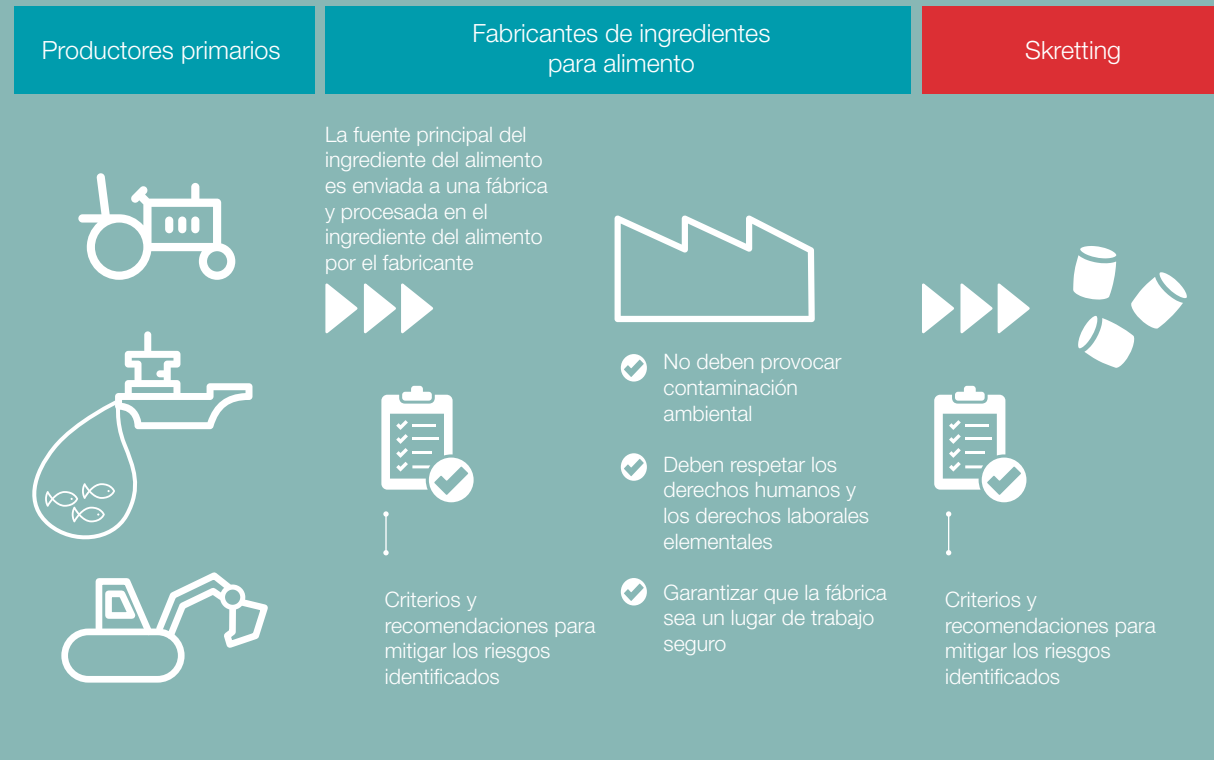 Productores primarios
Fabricantes de ingredientes
para alimento
Skretting
La fuente principal del
ingrediente del alimento
es enviada a una fábrica
y procesada en el
ingrediente del alimento
por el fabricante
Criterios y
recomendaciones para
mitigar los riesgos
identificados
No deben provocar
contaminación
ambiental
Deben respetar los
derechos humanos y
los derechos laborales
elementales
Garantizar que la fábrica
sea un lugar de trabajo
seguro
Criterios y
recomendaciones para
mitigar los riesgos
identificados